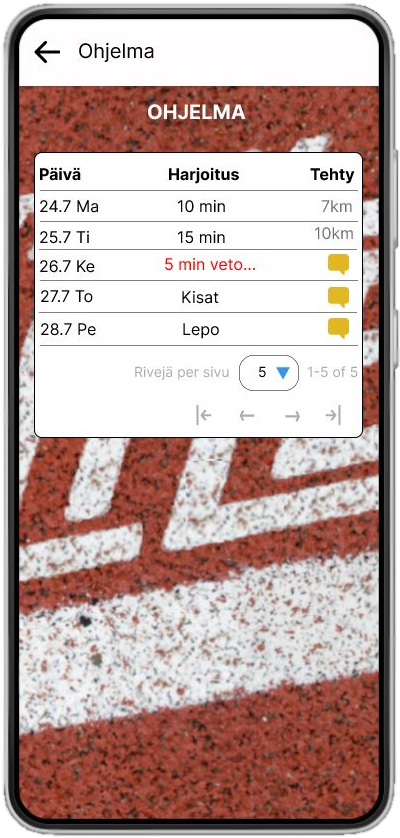 Ohjelma
OHJELMA
Päivä Harjoitus Tehty
24.7 Ma 10 min 7km
25.7 Ti 15 min 10km
26.7 Ke 5 min veto...
27.7 To Kisat
28.7 Pe Lepo
Rivejä per sivu 5 1-5 of 5